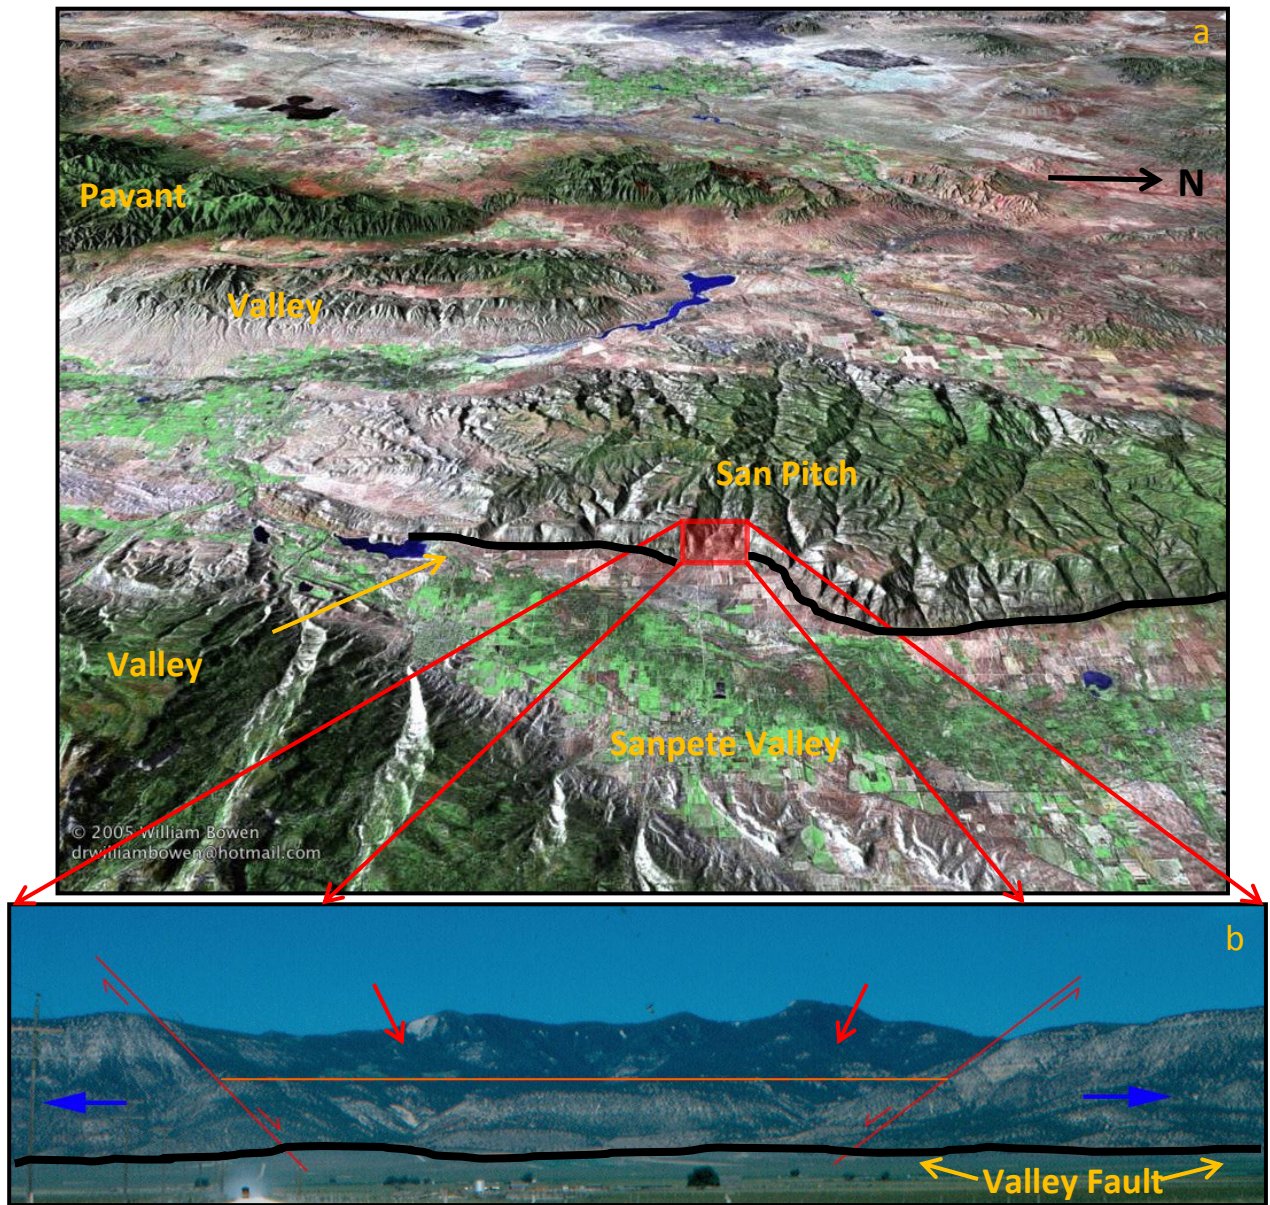 a
N
Pavant
Valley
San Pitch
Valley
Sanpete Valley
© 2005 William Bowen
drwilliambowen@hotmail.com
b
Valley Fault